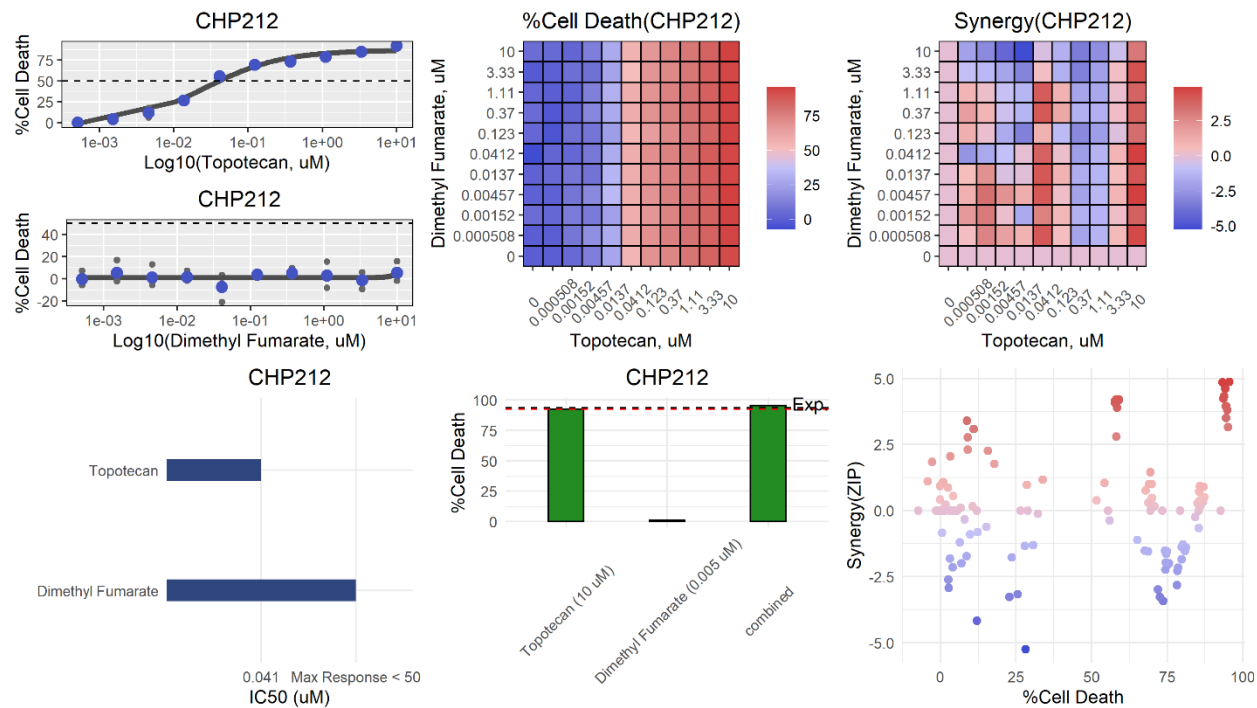 CHP212
%Cell Death
75
50
25
0
1e-03
1e-02
1e-01
1e+00
1e+01
Log10(Topotecan, uM)
CHP212
%Cell Death
40
20
0
-20
1e-03
1e-02
1e-01
1e+00
1e+01
Log10(Dimethyl Fumarate, uM)
%Cell Death(CHP212)
Dimethyl Fumarate, uM
10
3.33
1.11
0.37
0.123
0.0412
0.0137
0.00457
0.00152
0.000508
0
0
0.000508
0.00152
0.00457
0.0137
0.0412
0.123
0.37
1.11
3.33
10
Topotecan, uM
75
50
25
0
Synergy(CHP212)
Dimethyl Fumarate, uM
10
3.33
1.11
0.37
0.123
0.0412
0.0137
0.00457
0.00152
0.000508
0
0
0.000508
0.00152
0.00457
0.0137
0.0412
0.123
0.37
1.11
3.33
10
Topotecan, uM
2.5
0.0
-2.5
-5.0
CHP212
Topotecan
Dimethyl Fumarate
0.041
Max Response < 50
IC50 (uM)
CHP212
%Cell Death
100
75
50
25
0
Exp.
Topotecan (10 uM)
Dimethyl Fumarate (0.005 uM)
combined
Synergy(ZIP)
5.0
2.5
0.0
-2.5
-5.0
0
25
50
75
100
%Cell Death